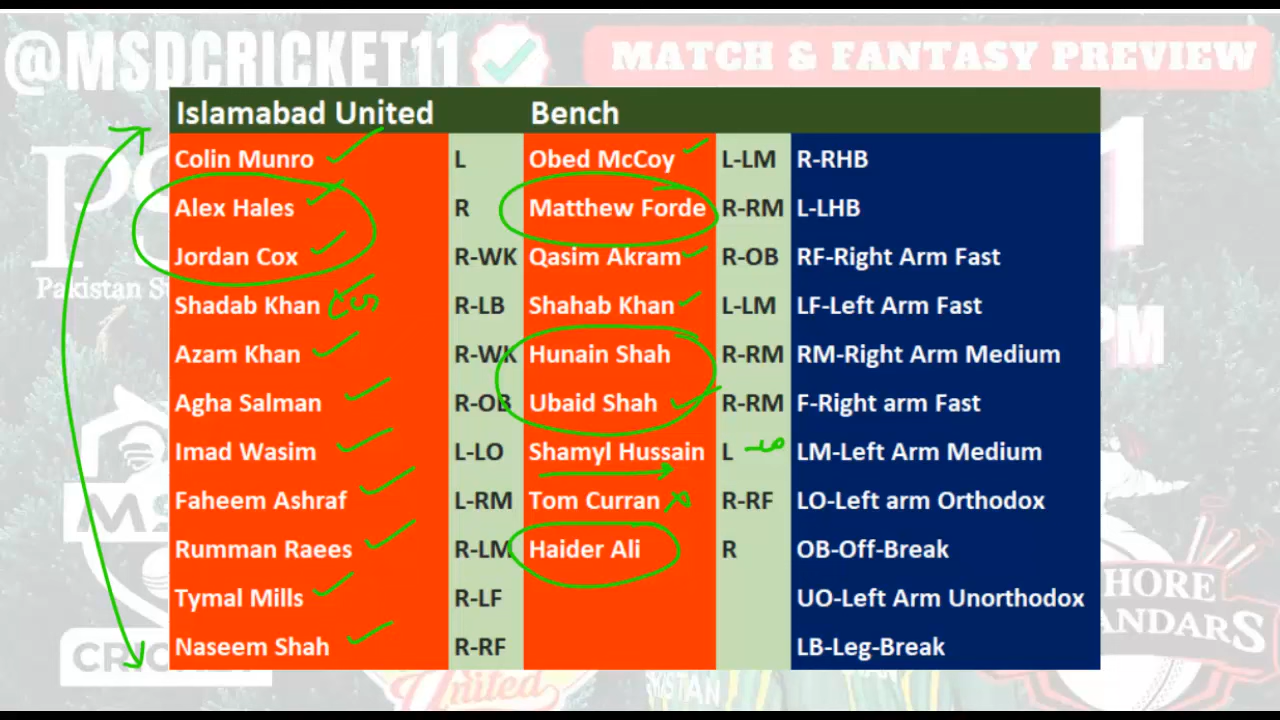 @MSDCRICKET11
MATCH & FANTASY PREVIEW
Islamabad United Bench
Colin Munro L Obed McCoy L-LM R-RHB
Alex Hales R Matthew Forde R-RM L-LHB
Jordan Cox R-WK Qasim Akram R-OB RF-Right Arm Fast
Shadab Khan R-LB Shahab Khan L-LM LF-Left Arm Fast
Azam Khan R-WK Hunain Shah R-RM RM-Right Arm Medium
Agha Salman R-OB Ubaid Shah R-RM F-Right arm Fast
Imad Wasim L-LO Shamyl Hussain L LM-Left Arm Medium
Faheem Ashraf L-RM Tom Curran R-RF LO-Left arm Orthodox
Rumman Raees R-LM Haider Ali R OB-Off-Break
Tymal Mills R-LF UO-Left Arm Unorthodox
Naseem Shah R-RF LB-Leg-Break
Pakistan
PM
United